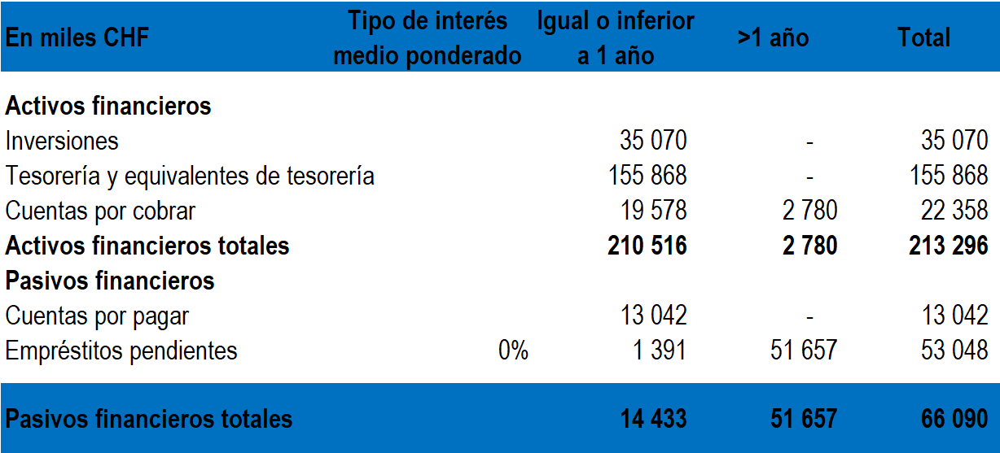 En miles CHF Tipo de interés medio ponderado Igual o inferior a 1 año >1 año Total
Activos financieros
Inversiones 35 070 - 35 070
Tesorería y equivalentes de tesorería 155 868 - 155 868
Cuentas por cobrar 19 578 2 780 22 358
Activos financieros totales 210 516 2 780 213 296
Pasivos financieros
Cuentas por pagar 13 042 - 13 042
Empréstitos pendientes 0% 1 391 51 657 53 048
Pasivos financieros totales 14 433 51 657 66 090